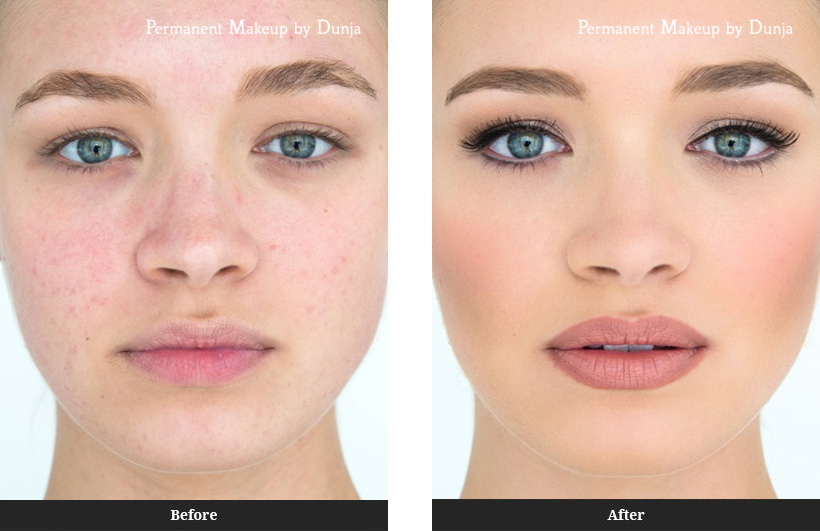 Permanent Makeup by Dunja
Permanent Makeup by Dunja
Before
After